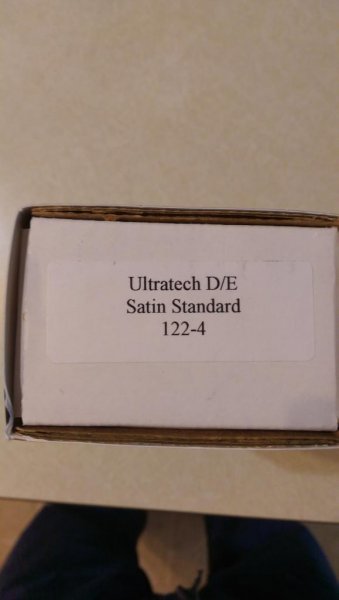 Ultratech D/E
Satin Standard
122-4